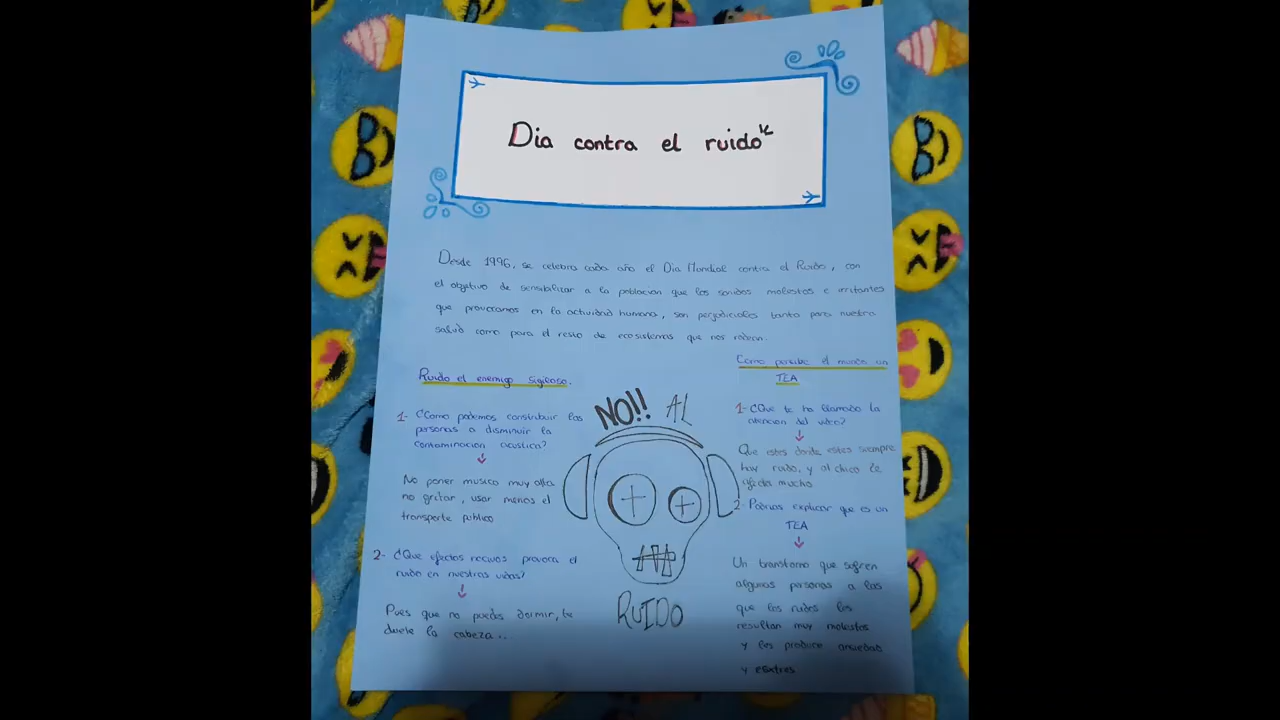 Dia contra el ruido
Desde 1996, se celebra cada año el Dia Mundial contra el Ruido, con
el objetivo de sensibilizar a la poblacion que los sonidos molestos e irritantes
que provocamos en la actividad humana, son perjudiciales tanto para nuestra
salud como para el resto de ecosistemas que nos rodean.
Ruido el enemigo sigiloso.
1- ¿Como podemos constribuir las
personas a disminuir la
contaminacion acustica?
No poner musica muy alta
no gritar, usar menos el
transporte publico
2- ¿Que efectos nocivos provoca el
ruido en nuestras vidas?
Pues que no puedes dormir, te
duele la cabeza...
NO!! AL
RUIDO
Como percibe el mundo un
TEA
1- ¿Que te ha llamado la
atencion del video?
Que estes donde estes siempre
hay ruido, y al chico le
afecta mucho
2- Podrias explicar que es un
TEA
Un transtorno que sufren
algunas personas a las
que los ruidos les
resultan muy molestos
y les produce
y estres